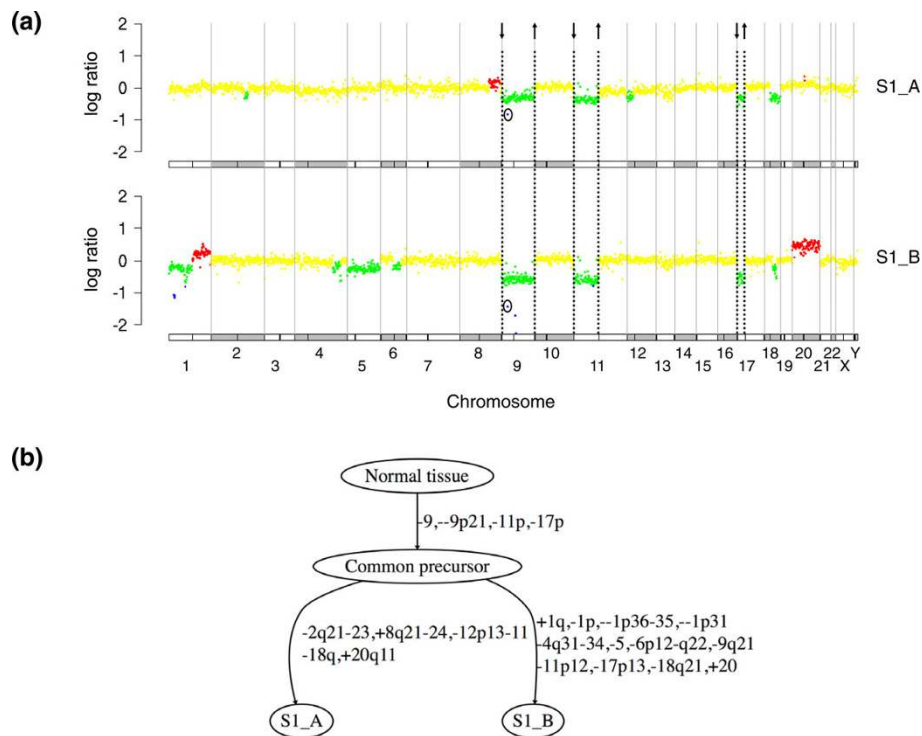 (a)
2
1
0
-1
-2
log ratio
S1_A
2
1
0
-1
-2
log ratio
S1_B
2 4 6 8 10 12 14 16 18 20 22 Y
1 3 5 7 9 11 13 15 17 19 21 X
Chromosome
(b)
Normal tissue
-9,--9p21,-11p,-17p
Common precursor
-2q21-23,+8q21-24,-12p13-11
-18q,+20q11
+1q,-1p,--1p36-35,--1p31
-4q31-34,-5,-6p12-q22,-9q21
-11p12,-17p13,-18q21,+20
S1_A
S1_B